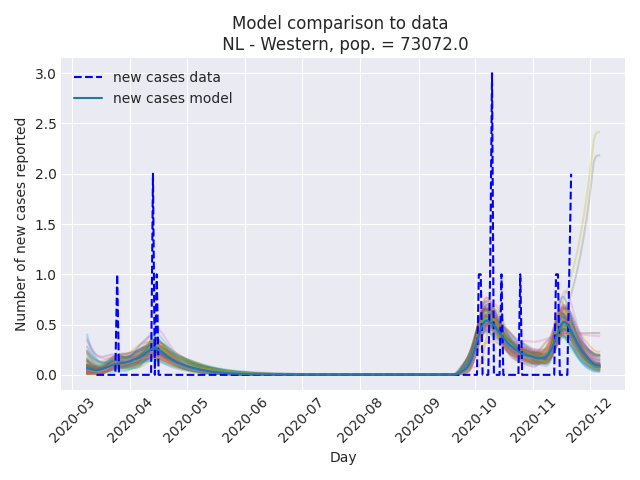 Model comparison to data
NL - Western, pop. = 73072.0
new cases data
new cases model
Number of new cases reported
3.0
2.5
2.0
1.5
1.0
0.5
0.0
2020-03
2020-04
2020-05
2020-06
2020-07
2020-08
2020-09
2020-10
2020-11
2020-12
Day